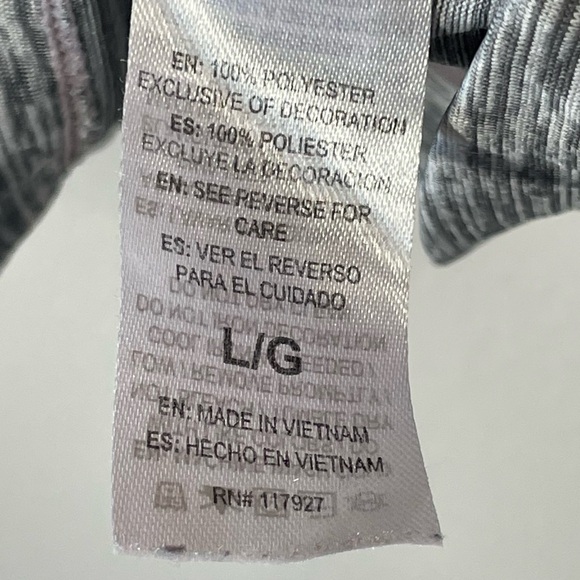 EN: 100% POLYESTER
EXCLUSIVE OF DECORATION
ES: 100% POLIESTER
EXCLUYE LA DECORACION
EN: SEE REVERSE FOR
CARE
ES: VER EL REVERSO
PARA EL CUIDADO
L/G
EN: MADE IN VIETNAM
ES: HECHO EN VIETNAM
RN# 117927